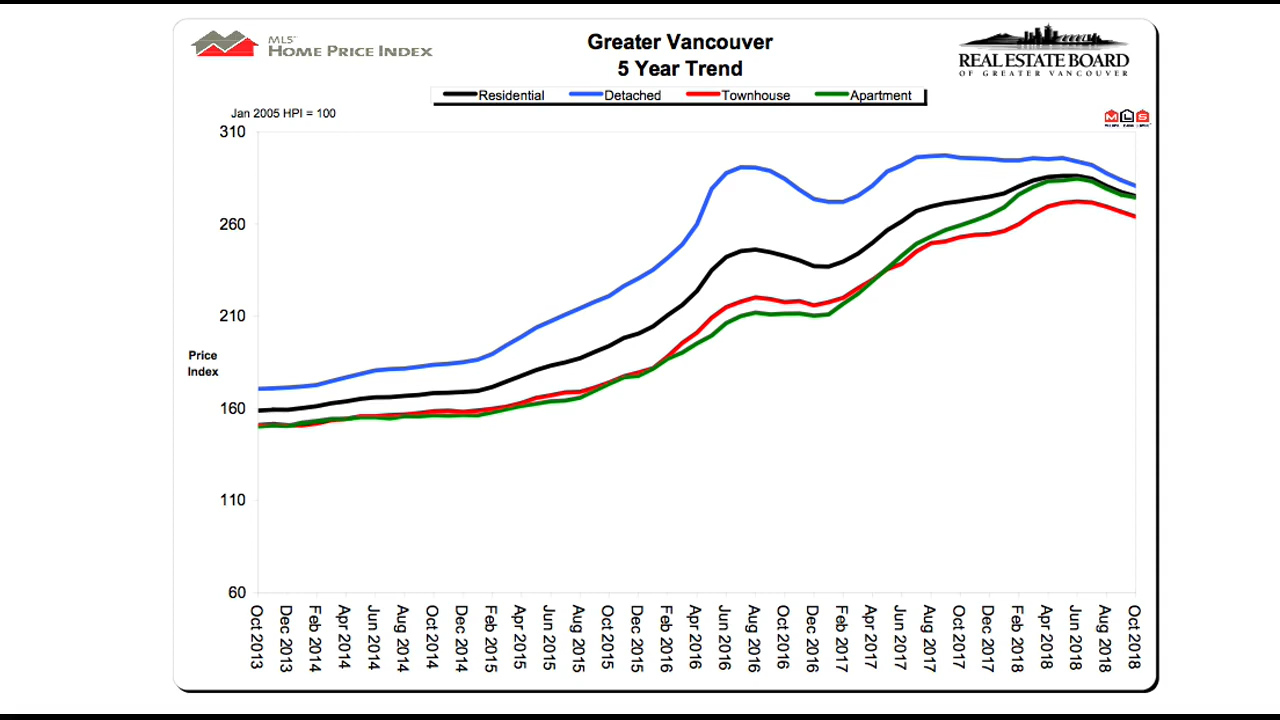 MLS® HOME PRICE INDEX
Greater Vancouver
5 Year Trend
REAL ESTATE BOARD
OF GREATER VANCOUVER
Residential Detached Townhouse Apartment
Jan 2005 HPI = 100
MLS
310
260
210
Price
Index
160
110
60
Oct 2013
Dec 2013
Feb 2014
Apr 2014
Jun 2014
Aug 2014
Oct 2014
Dec 2014
Feb 2015
Apr 2015
Jun 2015
Aug 2015
Oct 2015
Dec 2015
Feb 2016
Apr 2016
Jun 2016
Aug 2016
Oct 2016
Dec 2016
Feb 2017
Apr 2017
Jun 2017
Aug 2017
Oct 2017
Dec 2017
Feb 2018
Apr 2018
Jun 2018
Aug 2018
Oct 2018